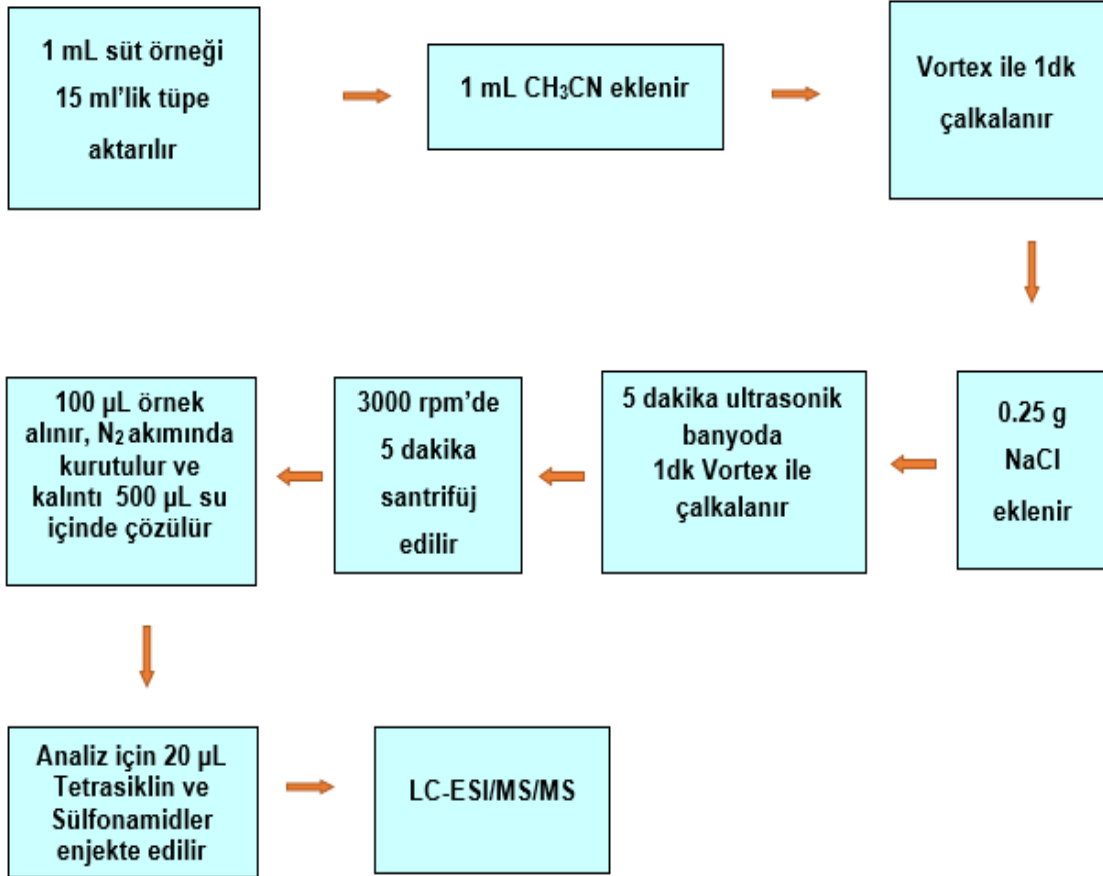 1 mL süt örneği
15 ml’lik tüpe
aktarılır
1 mL CH₃CN eklenir
Vortex ile 1dk
çalkalanır
0.25 g
NaCl
eklenir
5 dakika ultrasonik
banyoda
1dk Vortex ile
çalkalanır
3000 rpm’de
5 dakika
santrifüj
edilir
100 µL örnek
alınır, N₂ akımında
kurutulur ve
kalıntı 500 µL su
içinde çözülür
Analiz için 20 µL
Tetrasiklin ve
Sülfonamidler
enjekte edilir
LC-ESI/MS/MS